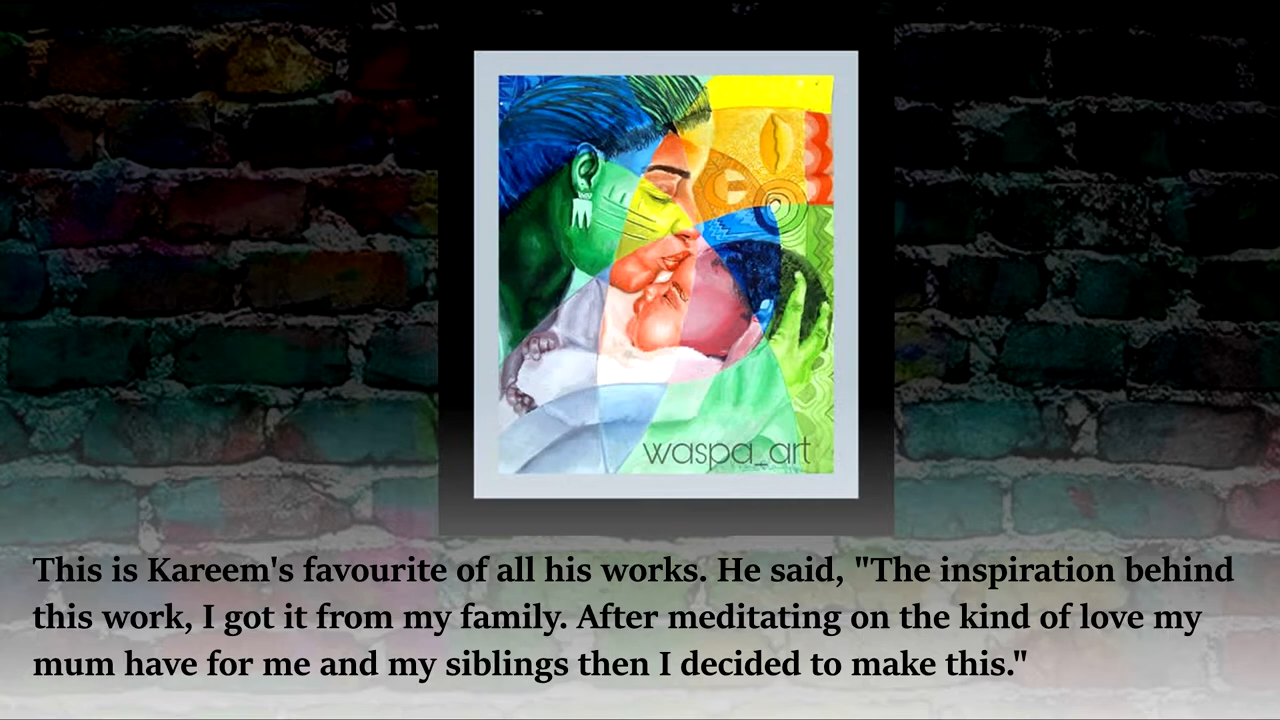 waspa_art
This is Kareem's favourite of all his works. He said, "The inspiration behind
this work, I got it from my family. After meditating on the kind of love my
mum have for me and my siblings then I decided to make this."